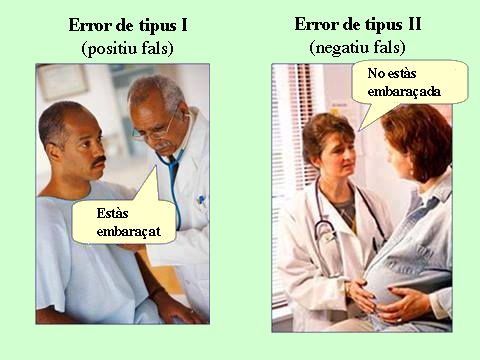 Error de tipus I
(positiu fals)
Estàs
embaraçat
Error de tipus II
(negatiu fals)
No estàs
embaraçada